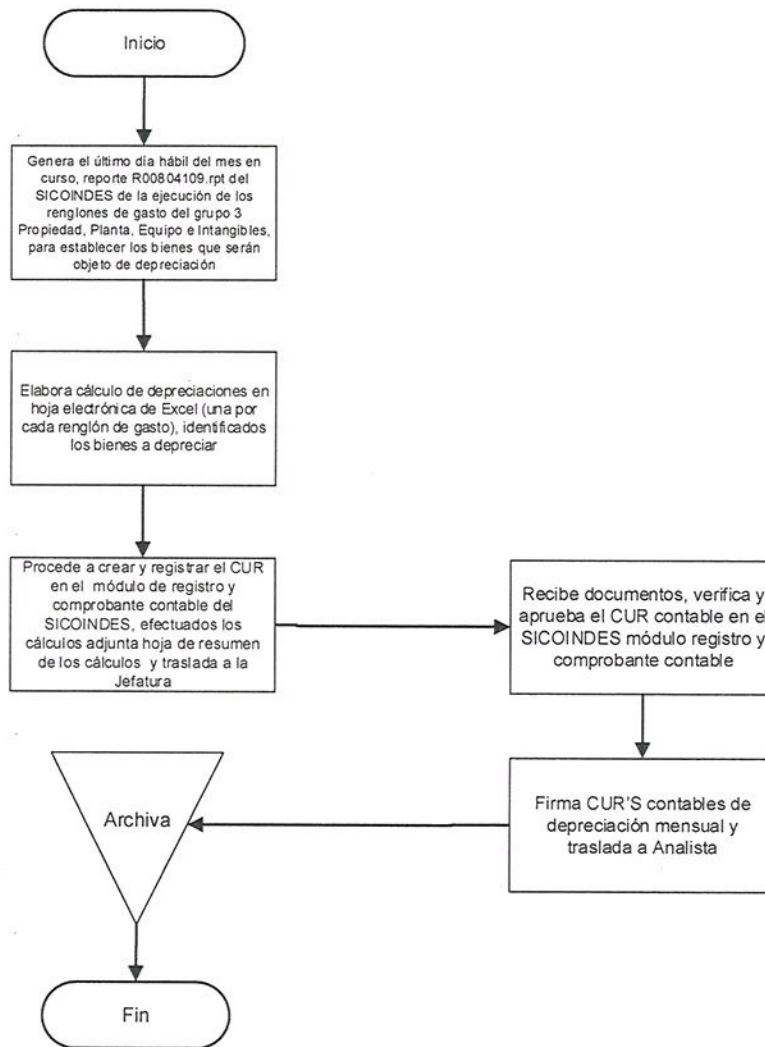 Inicio
Genera el último día hábil del mes en
curso, reporte R00804109.rpt del
SICOINDES de la ejecución de los
renglones de gasto del grupo 3
Propiedad, Planta, Equipo e Intangibles,
para establecer los bienes que serán
objeto de depreciación
Elabora cálculo de depreciaciones en
hoja electrónica de Excel (una por
cada renglón de gasto), identificados
los bienes a depreciar
Procede a crear y registrar el CUR
en el módulo de registro y
comprobante contable del
SICOINDES, efectuados los
cálculos adjunta hoja de resumen
de los cálculos y traslada a la
Jefatura
Recibe documentos, verifica y
aprueba el CUR contable en el
SICOINDES módulo registro y
comprobante contable
Firma CUR'S contables de
depreciación mensual y
traslada a Analista
Archiva
Fin